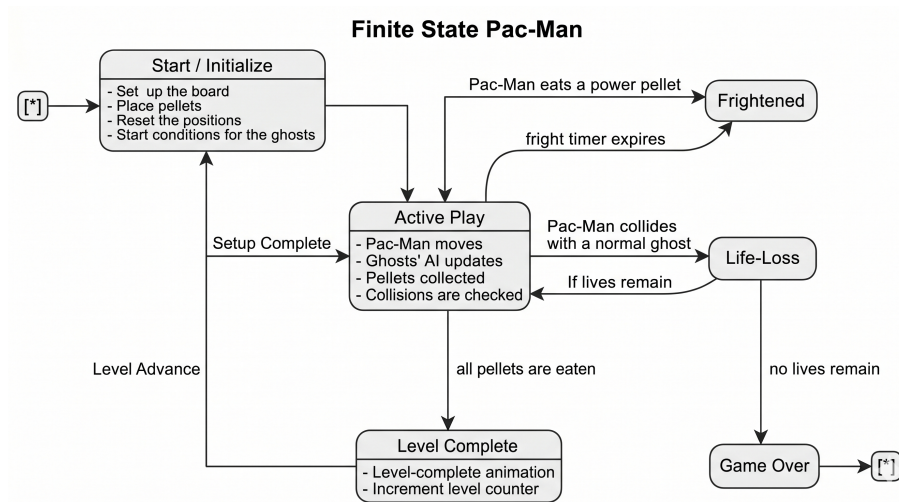 Finite State Pac-Man
Start / Initialize
[*]
- Set up the board
- Place pellets
- Reset the positions
- Start conditions for the ghosts
Pac-Man eats a power pellet
Frightened
fright timer expires
Active Play
- Pac-Man moves
- Ghosts' AI updates
- Pellets collected
- Collisions are checked
Setup Complete
Pac-Man collides
with a normal ghost
Life-Loss
If lives remain
Level Advance
all pellets are eaten
no lives remain
Level Complete
- Level-complete animation
- Increment level counter
Game Over
[*]